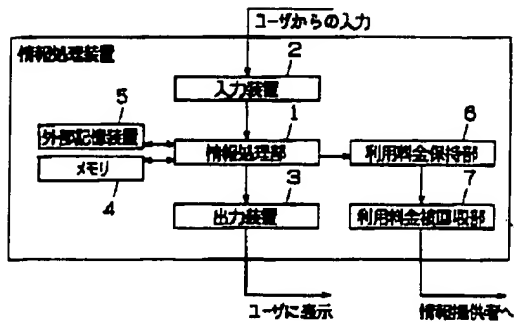 ユーザからの入力
情報処理装置
2
入力装置
5
1
6
外部記憶装置
情報処理部
利用料金保持部
メモリ
4
3
7
出力装置
利用料金被回収部
ユーザに表示
情報提供者へ